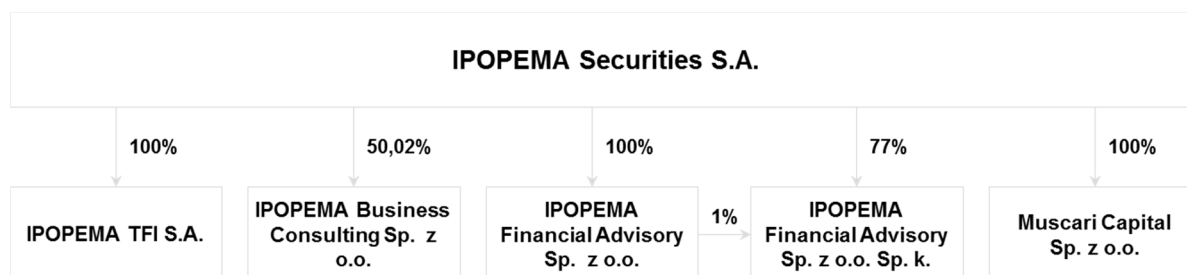 IPOPEMA Securities S.A.
100%
50,02%
100%
77%
100%
IPOPEMA TFI S.A.
IPOPEMA Business
Consulting Sp. z
o.o.
IPOPEMA
Financial Advisory
Sp. z o.o.
1%
IPOPEMA
Financial Advisory
Sp. z o.o. Sp. k.
Muscari Capital
Sp. z o.o.